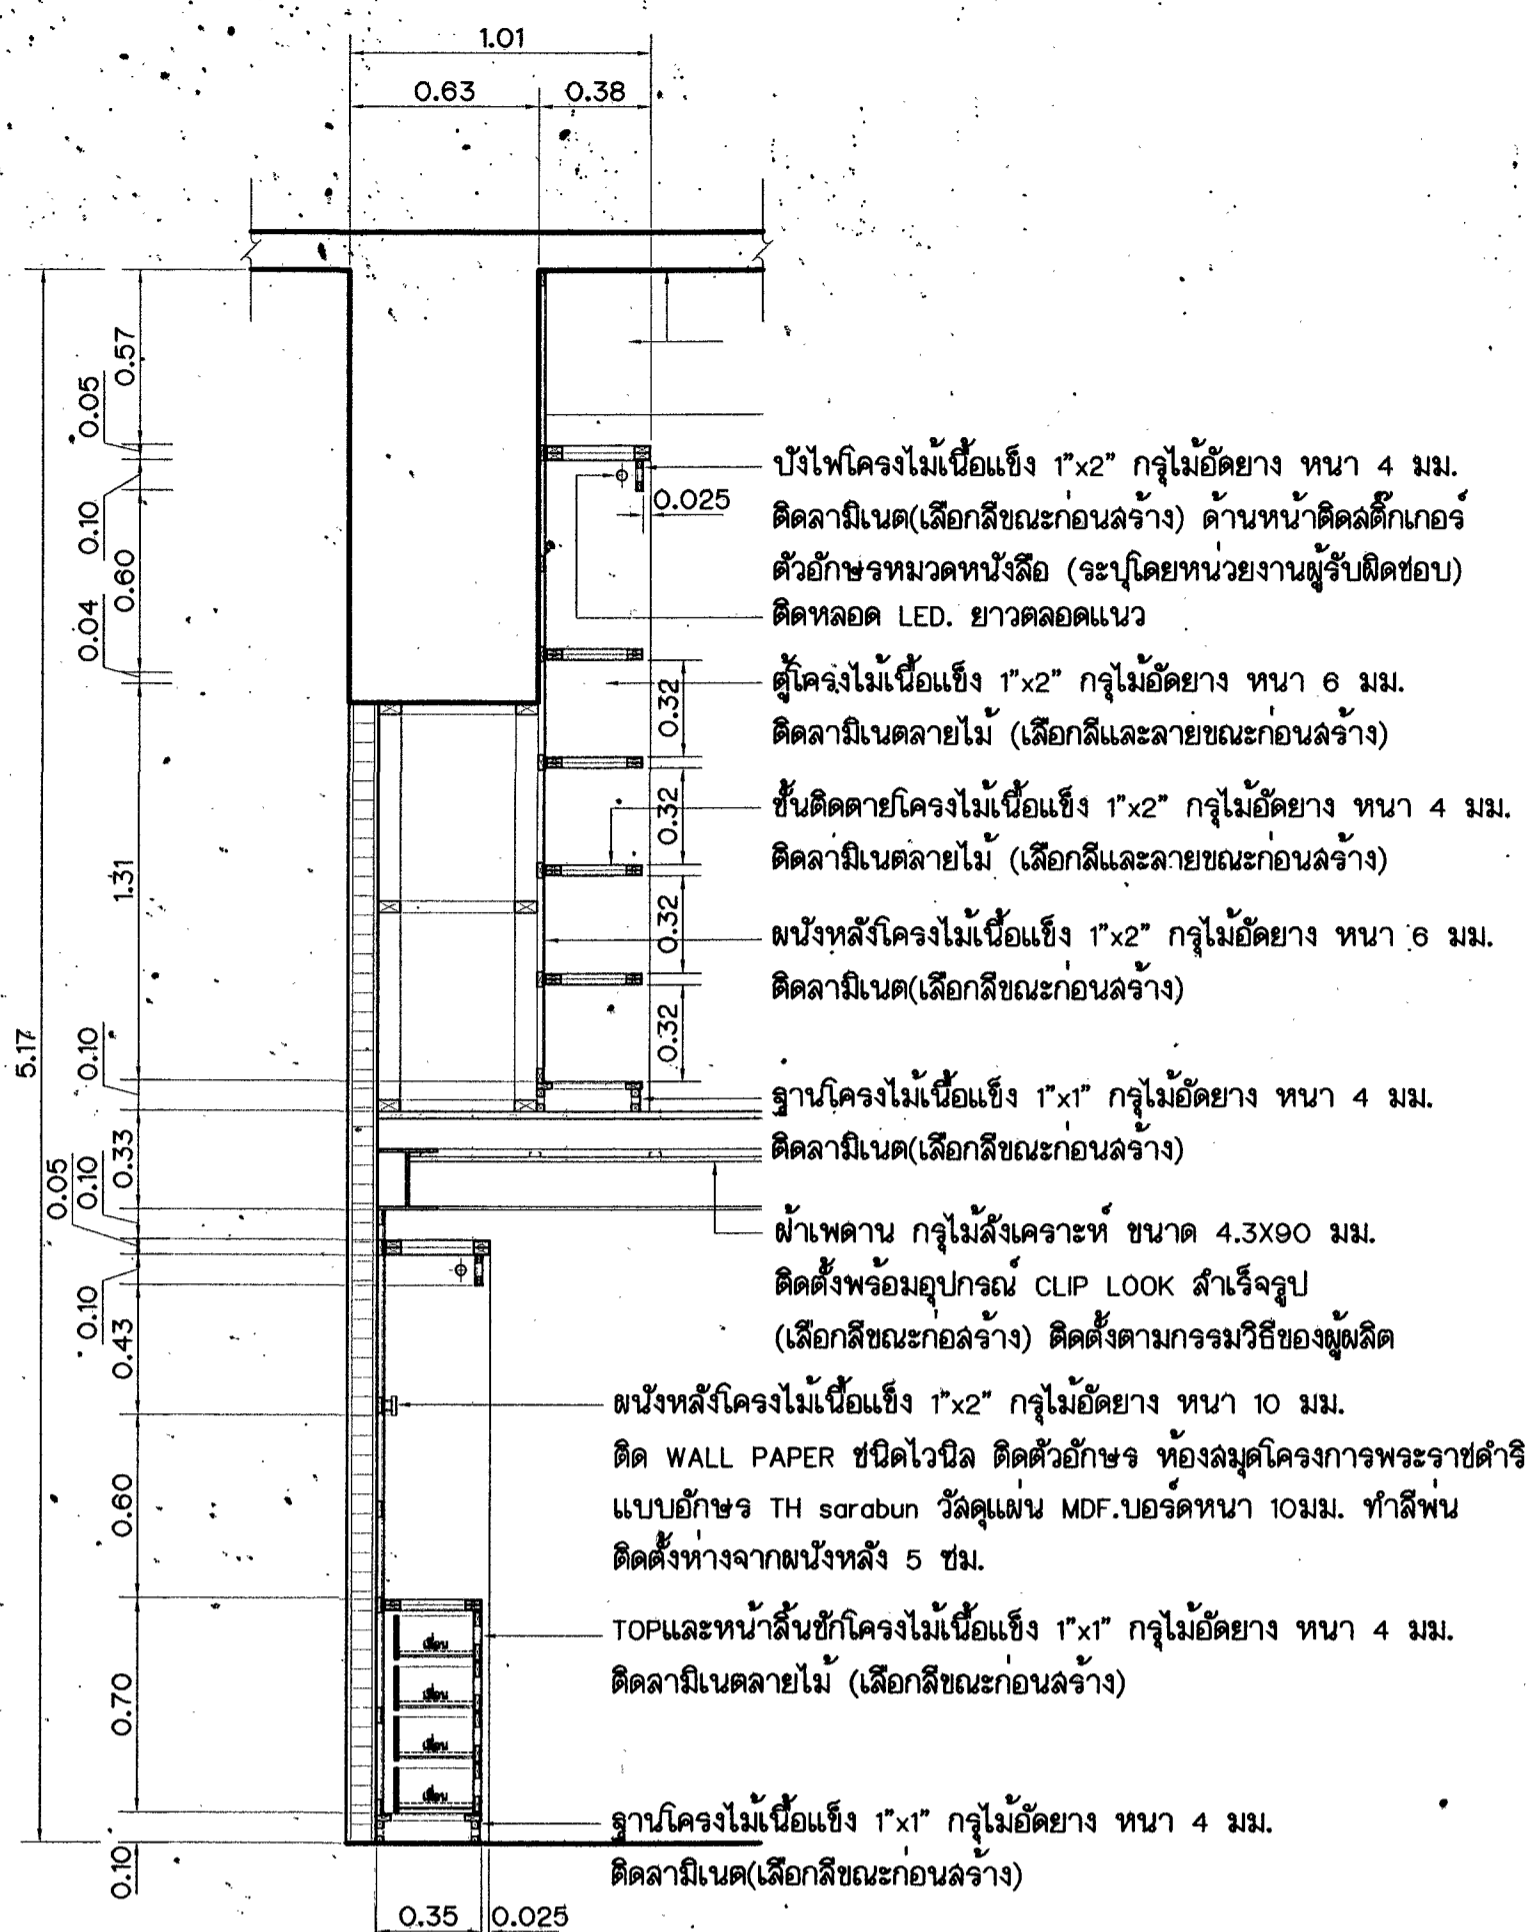 1.01
0.63 0.38
0.57
0.05
0.10
0.60
0.04
1.31
5.17
0.10
0.33
0.10
0.05
0.10
0.43
0.60
0.70
0.10
0.025
0.32
0.32
0.32
0.32
บังไฟโครงไม้เนื้อแข็ง 1"x2" กรุไม้อัดยาง หนา 4 มม.
ติดลามิเนต(เลือกสีขณะก่อนสร้าง) ด้านหน้าติดสติ๊กเกอร์
ตัวอักษรหมวดหนังสือ (ระบุโดยหน่วยงานผู้รับผิดชอบ)
ติดหลอด LED. ยาวตลอดแนว
ตู้โครงไม้เนื้อแข็ง 1"x2" กรุไม้อัดยาง หนา 6 มม.
ติดลามิเนตลายไม้ (เลือกสีและลายขณะก่อนสร้าง)
ชั้นติดตายโครงไม้เนื้อแข็ง 1"x2" กรุไม้อัดยาง หนา 4 มม.
ติดลามิเนตลายไม้ (เลือกสีและลายขณะก่อนสร้าง)
ผนังหลังโครงไม้เนื้อแข็ง 1"x2" กรุไม้อัดยาง หนา 6 มม.
ติดลามิเนต(เลือกสีขณะก่อนสร้าง)
ฐานโครงไม้เนื้อแข็ง 1"x1" กรุไม้อัดยาง หนา 4 มม.
ติดลามิเนต(เลือกสีขณะก่อนสร้าง)
ฝ้าเพดาน กรุไม้สังเคราะห์ ขนาด 4.3X90 มม.
ติดตั้งพร้อมอุปกรณ์ CLIP LOOK สำเร็จรูป
(เลือกสีขณะก่อสร้าง) ติดตั้งตามกรรมวิธีของผู้ผลิต
ผนังหลังโครงไม้เนื้อแข็ง 1"x2" กรุไม้อัดยาง หนา 10 มม.
ติด WALL PAPER ชนิดไวนิล ติดตัวอักษร ห้องสมุดโครงการพระราชดำริ
แบบอักษร TH sarabun วัสดุแผ่น MDF.บอร์ดหนา 10มม. ทำสีพ่น
ติดตั้งห่างจากผนังหลัง 5 ซม.
TOPและหน้าลิ้นชักโครงไม้เนื้อแข็ง 1"x1" กรุไม้อัดยาง หนา 4 มม.
ติดลามิเนตลายไม้ (เลือกสีขณะก่อนสร้าง)
เลื่อน
เลื่อน
เลื่อน
เลื่อน
ฐานโครงไม้เนื้อแข็ง 1"x1" กรุไม้อัดยาง หนา 4 มม.
ติดลามิเนต(เลือกสีขณะก่อนสร้าง)
0.35 0.025